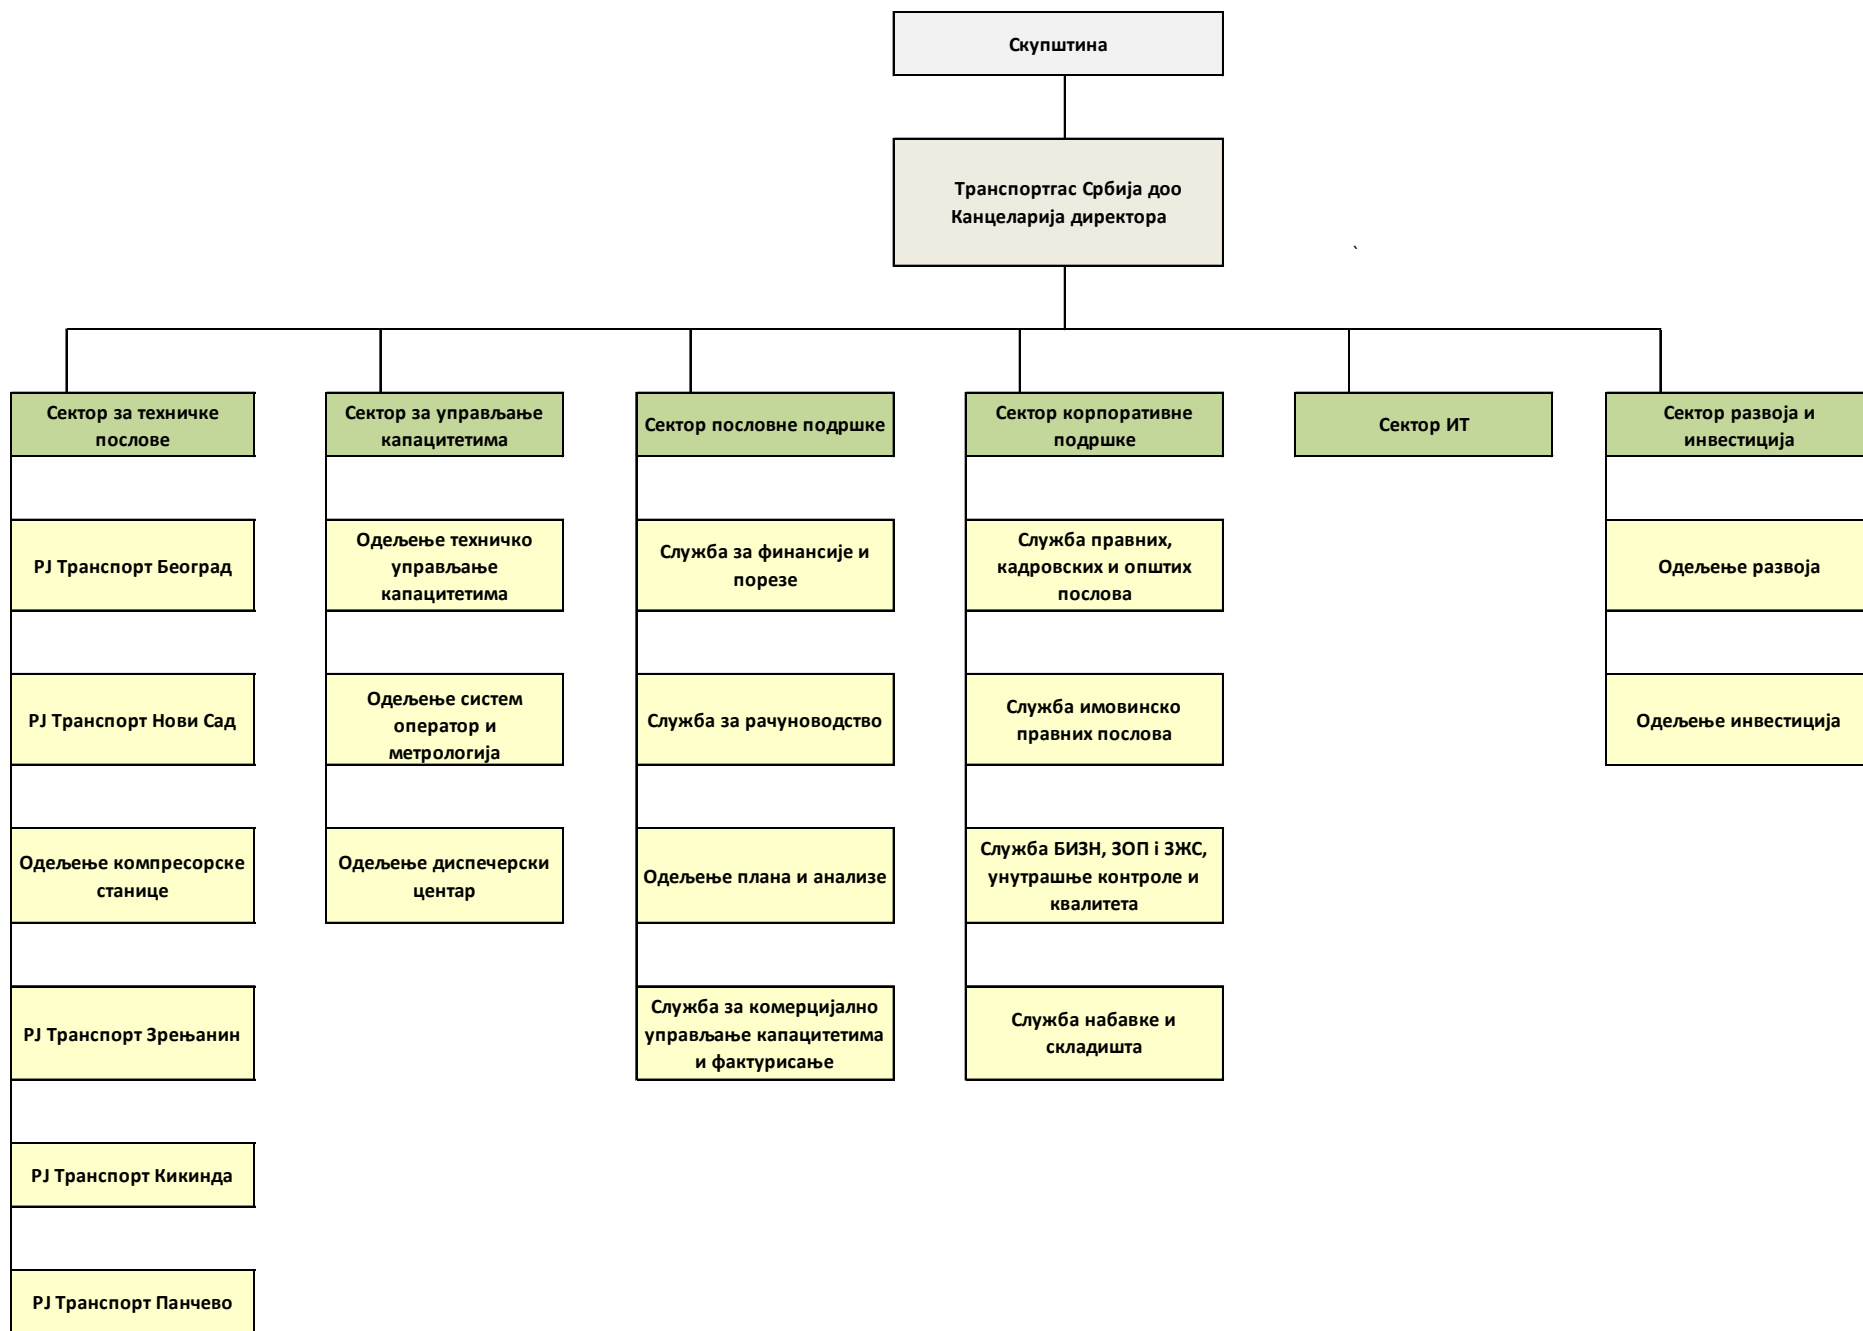 Скупштина
Транспортгас Србија доо
Канцеларија директора
`
Сектор за техничке
послове
Сектор за управљање
капацитетима
Сектор пословне подршке
Сектор корпоративне
подршке
Сектор ИТ
Сектор развоја и
инвестиција
РЈ Транспорт Београд
Одељење техничко
управљање
капацитетима
Служба за финансије и
порезе
Служба правних,
кадровских и општих
послова
Одељење развоја
РЈ Транспорт Нови Сад
Одељење систем
оператор и
метрологија
Служба за рачуноводство
Служба имовинско
правних послова
Одељење инвестиција
Одељење компресорске
станице
Одељење диспечерски
центар
Одељење плана и анализе
Служба БИЗН, ЗОП i ЗЖС,
унутрашње контроле и
квалитета
РЈ Транспорт Зрењанин
Служба за комерцијално
управљање капацитетима
и фактурисање
Служба набавке и
складишта
РЈ Транспорт Кикинда
РЈ Транспорт Панчево